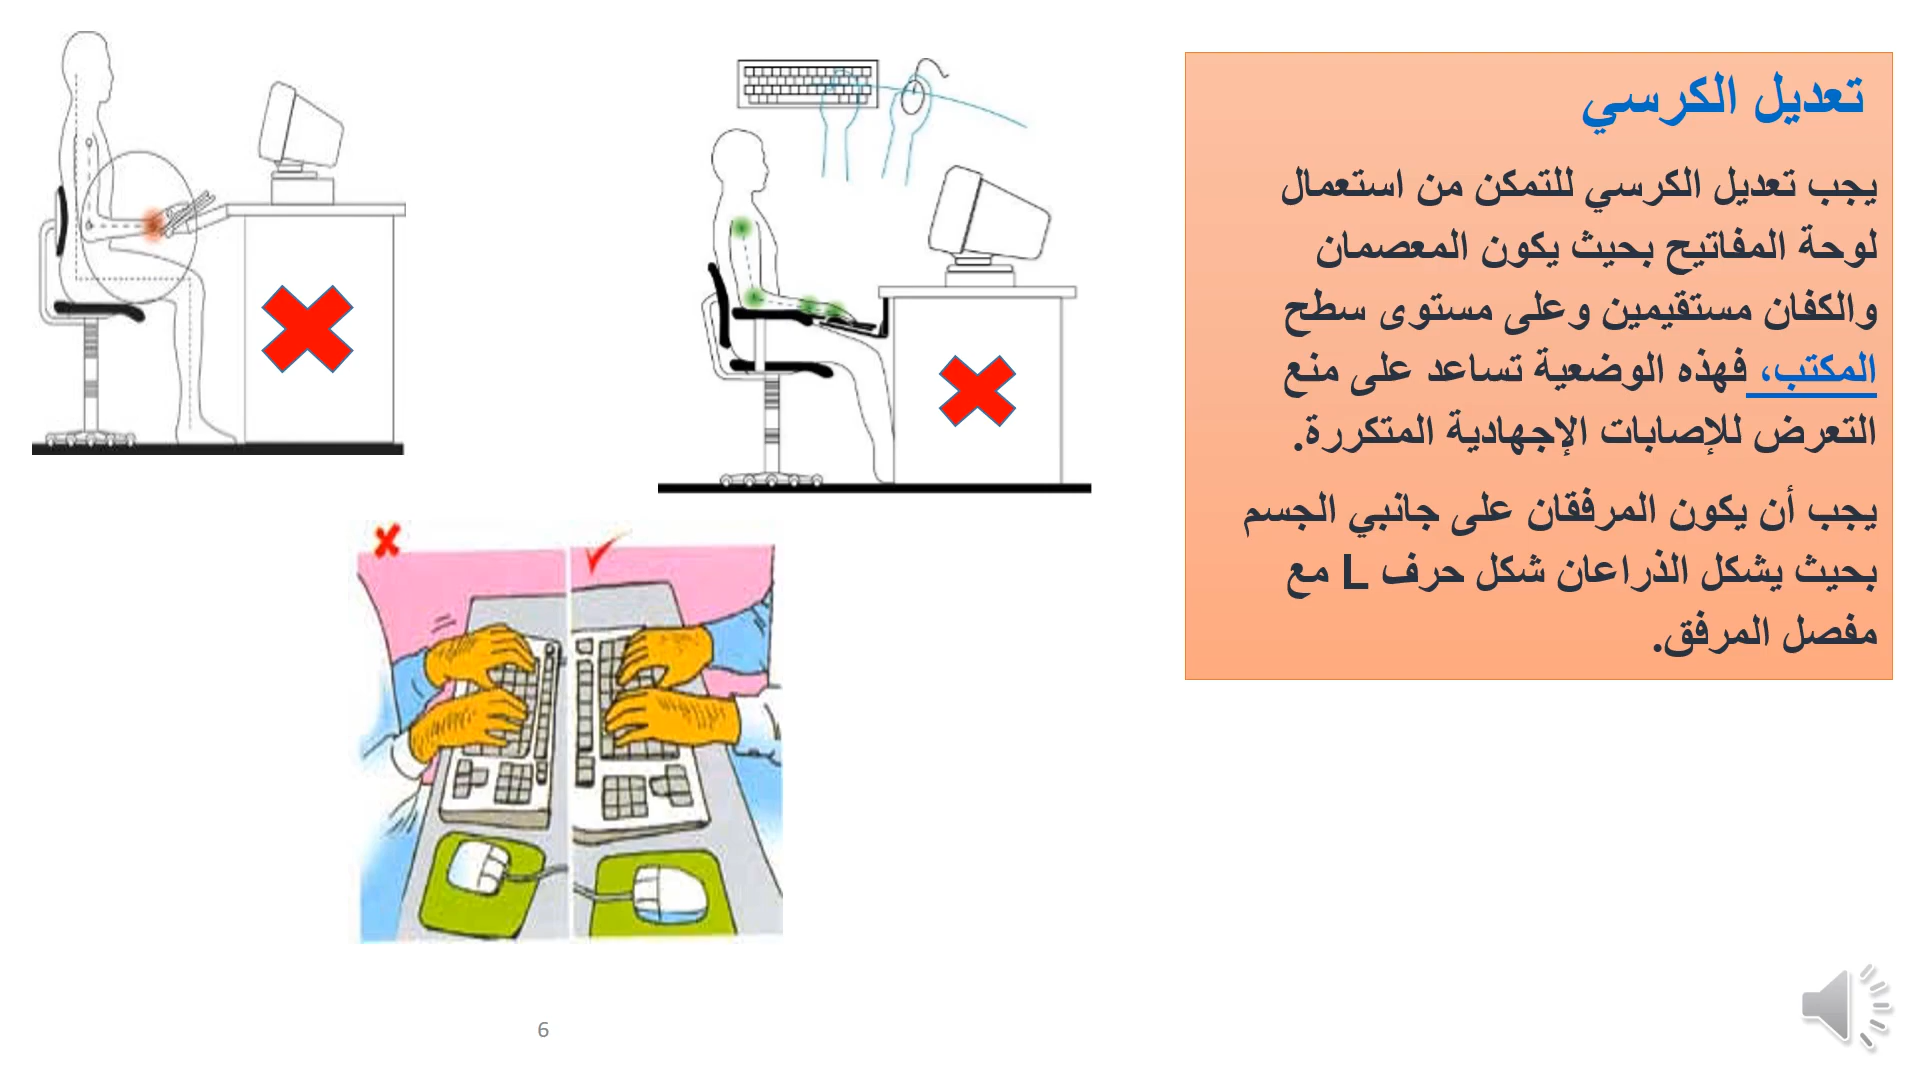 تعديل الكرسي
يجب تعديل الكرسي للتمكن من استعمال
لوحة المفاتيح بحيث يكون المعصمان
والكفان مستقيمين وعلى مستوى سطح
المكتب، فهذه الوضعية تساعد على منع
التعرض للإصابات الإجهادية المتكررة.
يجب أن يكون المرفقان على جانبي الجسم
بحيث يشكل الذراعان شكل حرف L مع
مفصل المرفق.
6